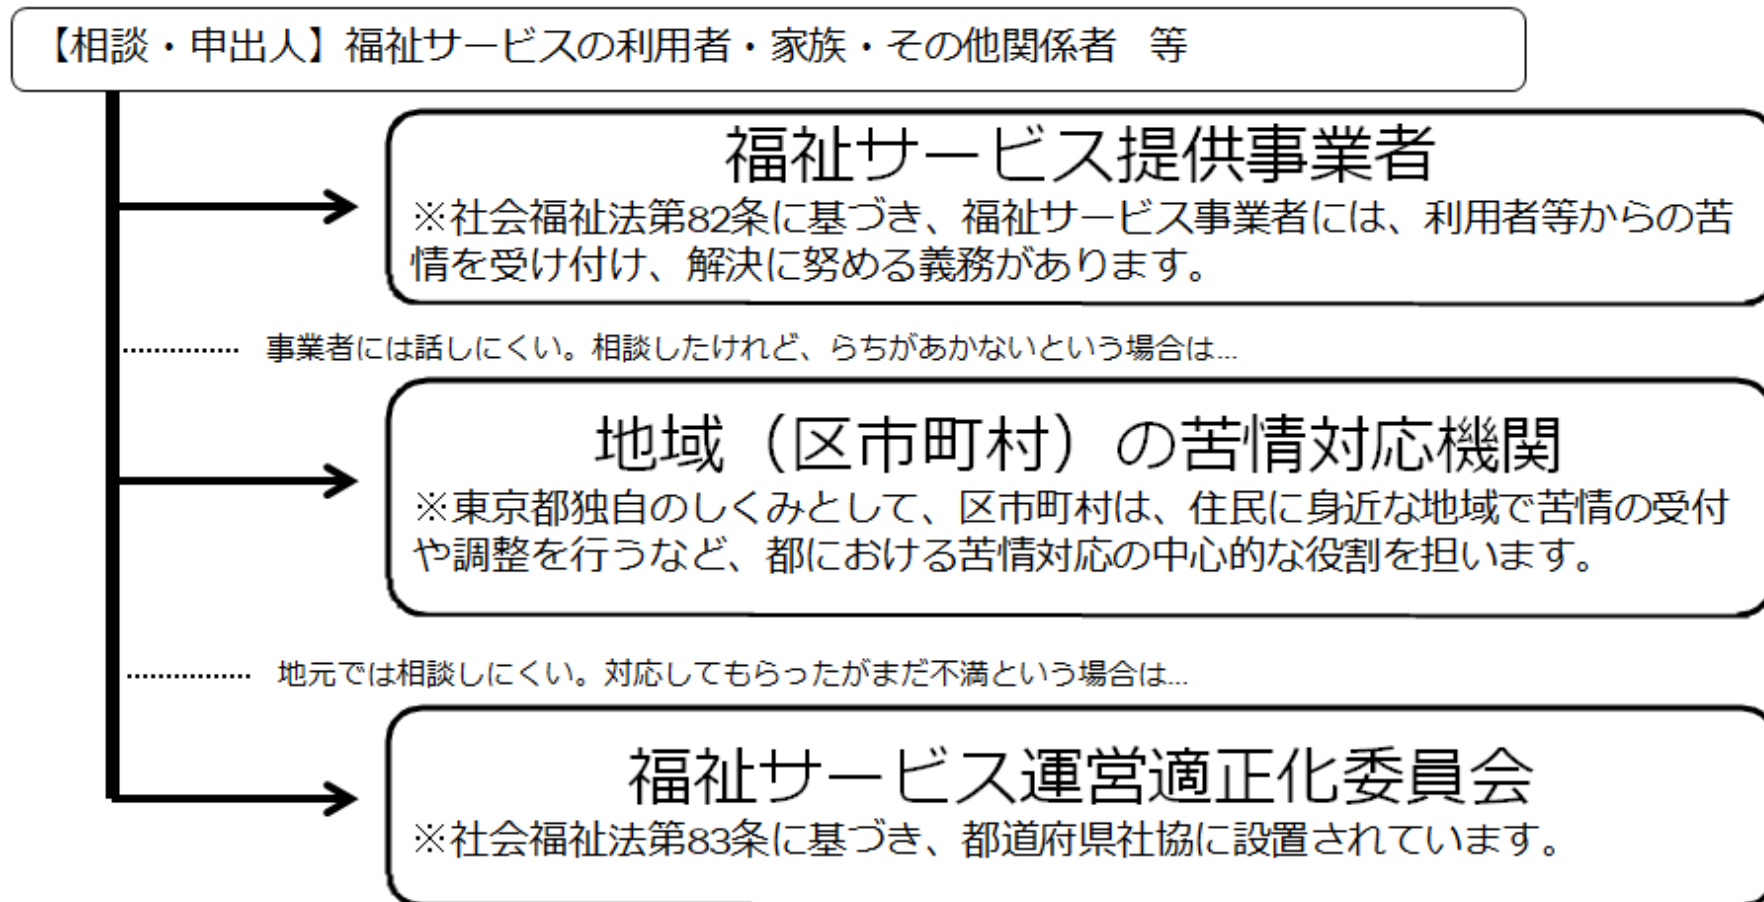 【相談・申出人】福祉サービスの利用者・家族・その他関係者　等
福祉サービス提供事業者
※社会福祉法第82条に基づき、福祉サービス事業者には、利用者等からの苦
情を受け付け、解決に努める義務があります。
事業者には話しにくい。相談したけれど、らちがあかないという場合は…
地域（区市町村）の苦情対応機関
※東京都独自のしくみとして、区市町村は、住民に身近な地域で苦情の受付
や調整を行うなど、都における苦情対応の中心的な役割を担います。
地元では相談しにくい。対応してもらったがまだ不満という場合は…
福祉サービス運営適正化委員会
※社会福祉法第83条に基づき、都道府県社協に設置されています。